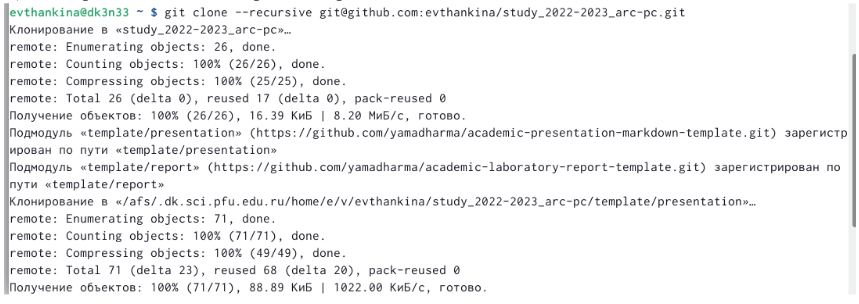 evthankina@dk3n33 ~ $ git clone --recursive git@github.com:evthankina/study_2022-2023_arc-pc.git
Клонирование в «study_2022-2023_arc-pc»…
remote: Enumerating objects: 26, done.
remote: Counting objects: 100% (26/26), done.
remote: Compressing objects: 100% (25/25), done.
remote: Total 26 (delta 0), reused 17 (delta 0), pack-reused 0
Получение объектов: 100% (26/26), 16.39 КиБ | 8.20 МиБ/с, готово.
Подмодуль «template/presentation» (https://github.com/yamadharma/academic-presentation-markdown-template.git) зарегистр
ирован по пути «template/presentation»
Подмодуль «template/report» (https://github.com/yamadharma/academic-laboratory-report-template.git) зарегистрирован по
пути «template/report»
Клонирование в «/afs/.dk.sci.pfu.edu.ru/home/e/v/evthankina/study_2022-2023_arc-pc/template/presentation»…
remote: Enumerating objects: 71, done.
remote: Counting objects: 100% (71/71), done.
remote: Compressing objects: 100% (49/49), done.
remote: Total 71 (delta 23), reused 68 (delta 20), pack-reused 0
Получение объектов: 100% (71/71), 88.89 КиБ | 1022.00 КиБ/с, готово.